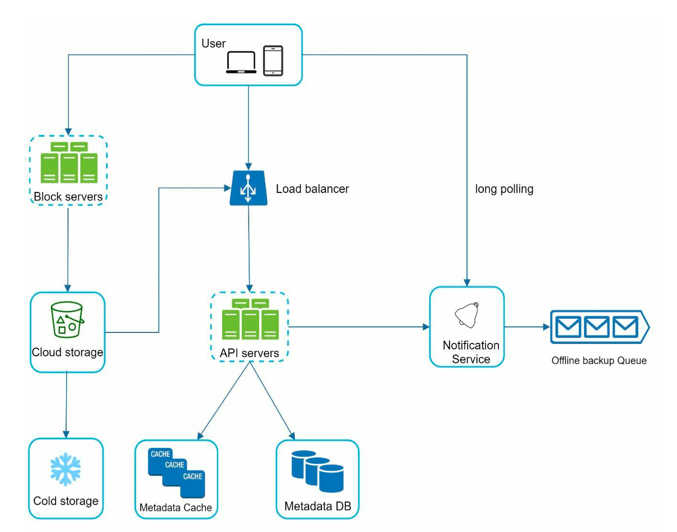 User
Block servers
Load balancer
long polling
Cloud storage
API servers
Notification
Service
Offline backup Queue
Cold storage
CACHE
CACHE
CACHE
Metadata Cache
Metadata DB